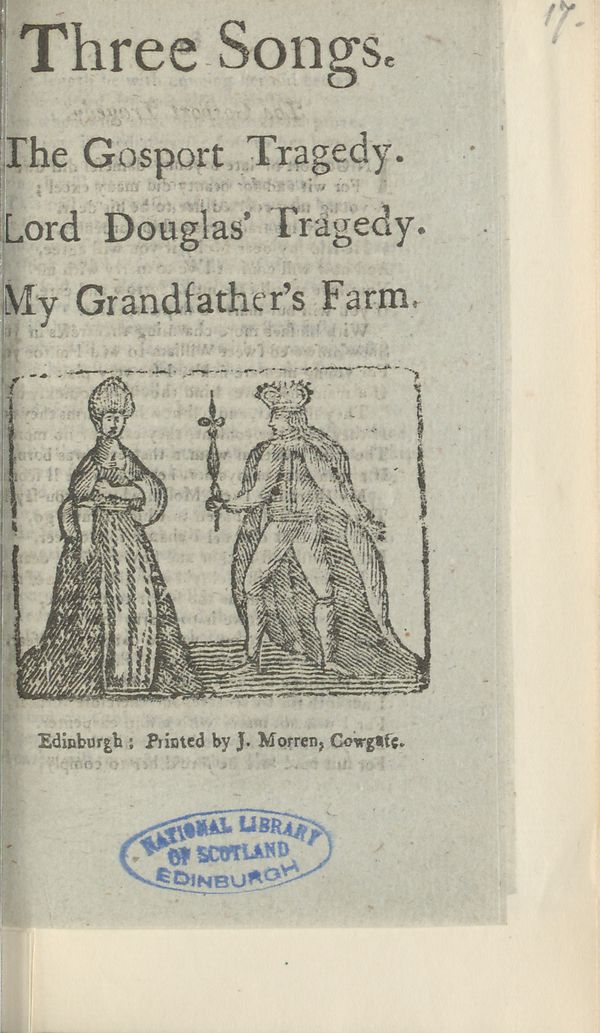 17.
Three Songs.
The Gosport Tragedy.
Lord Douglas' Tragedy.
My Grandfather's Farm.
Edinburgh: Printed by J. Morren, Cowgate.
NATIONAL LIBRARY
OF SCOTLAND
EDINBURGH